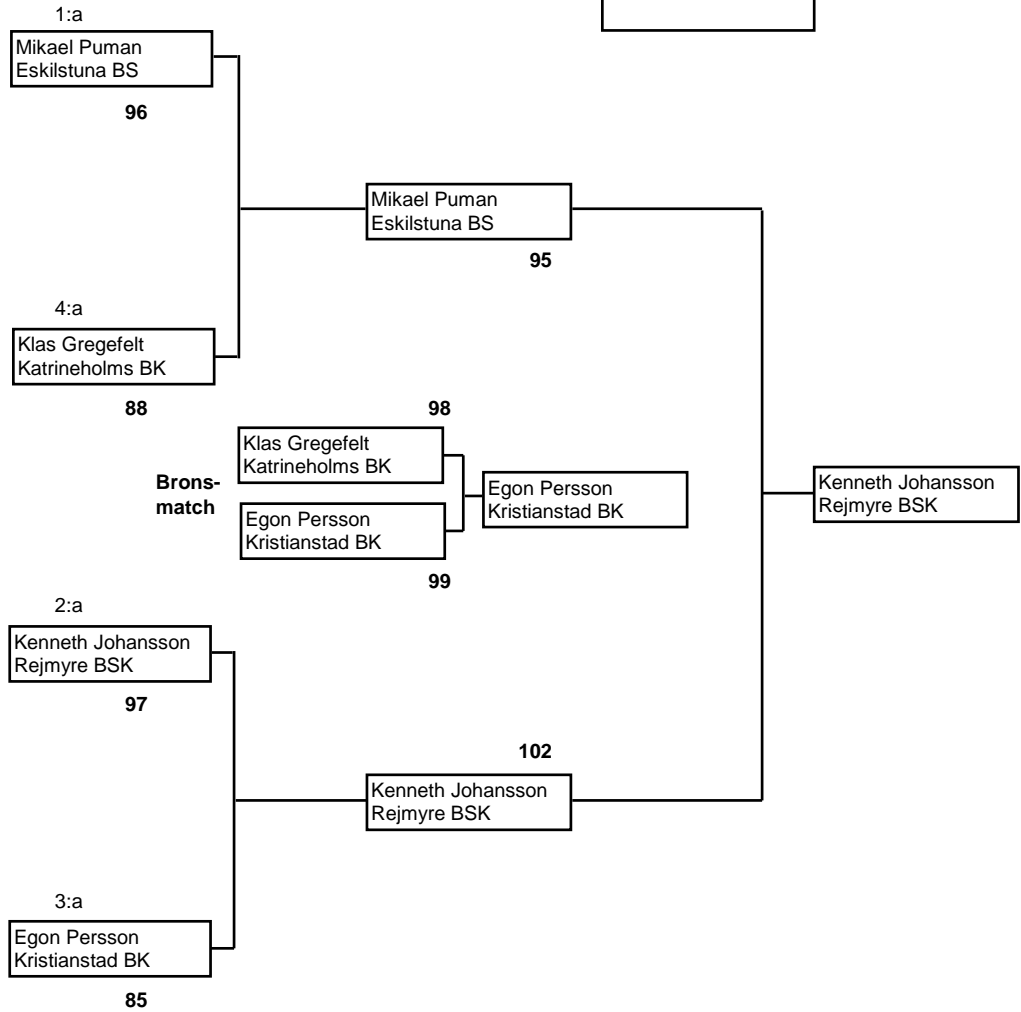 1:a
Mikael Puman
Eskilstuna BS
96
Mikael Puman
Eskilstuna BS
95
4:a
Klas Gregefelt
Katrineholms BK
88
98
Klas Gregefelt
Katrineholms BK
Brons-
match
Egon Persson
Kristianstad BK
Egon Persson
Kristianstad BK
99
Kenneth Johansson
Rejmyre BSK
2:a
Kenneth Johansson
Rejmyre BSK
97
102
Kenneth Johansson
Rejmyre BSK
3:a
Egon Persson
Kristianstad BK
85